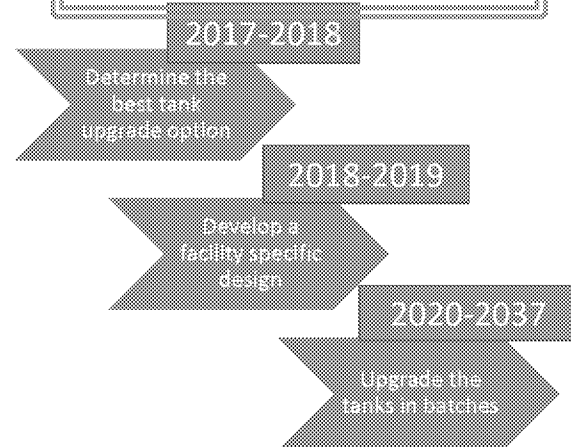 2017-2018
Determine the
best tank
upgrade option
2018-2019
Develop a
facility specific
design
2020-2037
Upgrade the
tanks in batches